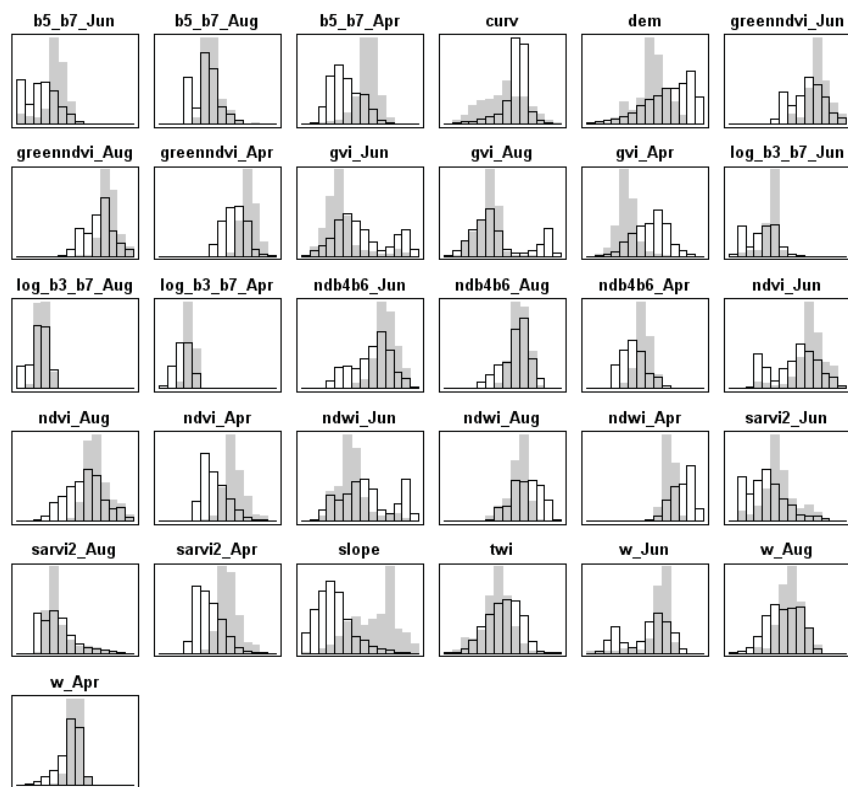 b5_b7_Jun b5_b7_Aug b5_b7_Apr curv dem greenndvi_Jun
greenndvi_Aug greenndvi_Apr gvi_Jun gvi_Aug gvi_Apr log_b3_b7_Jun
log_b3_b7_Aug log_b3_b7_Apr ndb4b6_Jun ndb4b6_Aug ndb4b6_Apr ndvi_Jun
ndvi_Aug ndvi_Apr ndwi_Jun ndwi_Aug ndwi_Apr sarvi2_Jun
sarvi2_Aug sarvi2_Apr slope twi w_Jun w_Aug
w_Apr